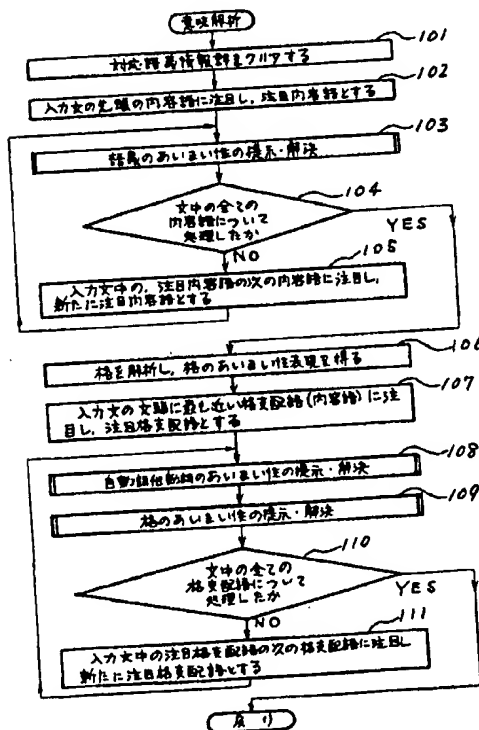 意味解析
101
対応語義情報群をクリアする
102
入力文の先頭の内容語に注目し,注目内容語とする
103
語義のあいまい性の提示・解決
104
文中の全ての
内容語について
処理したか
YES
NO
105
入力文中の,注目内容語の次の内容語に注目し,
新たに注目内容語とする
106
格を解析し,格のあいまい性表現を得る
107
入力文の文頭に最も近い格支配語(内容語)に注
目し,注目格支配語とする
108
自動詞他動詞のあいまい性の提示・解決
109
格のあいまい性の提示・解決
110
文中の全ての
格支配語について
処理したか
YES
NO
111
入力文中の注目格支配語の次の格支配語に注目し
新たに注目格支配語とする
戻り